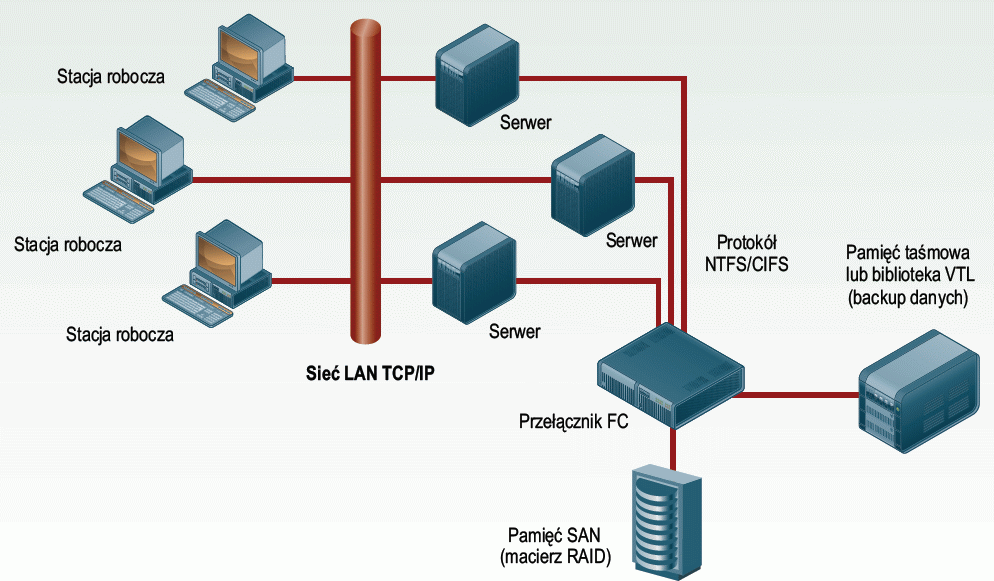 Stacja robocza
Serwer
Stacja robocza
Serwer
Stacja robocza
Serwer
Protokół
NTFS/CIFS
Pamięć taśmowa
lub biblioteka VTL
(backup danych)
Sieć LAN TCP/IP
Przełącznik FC
Pamięć SAN
(macierz RAID)